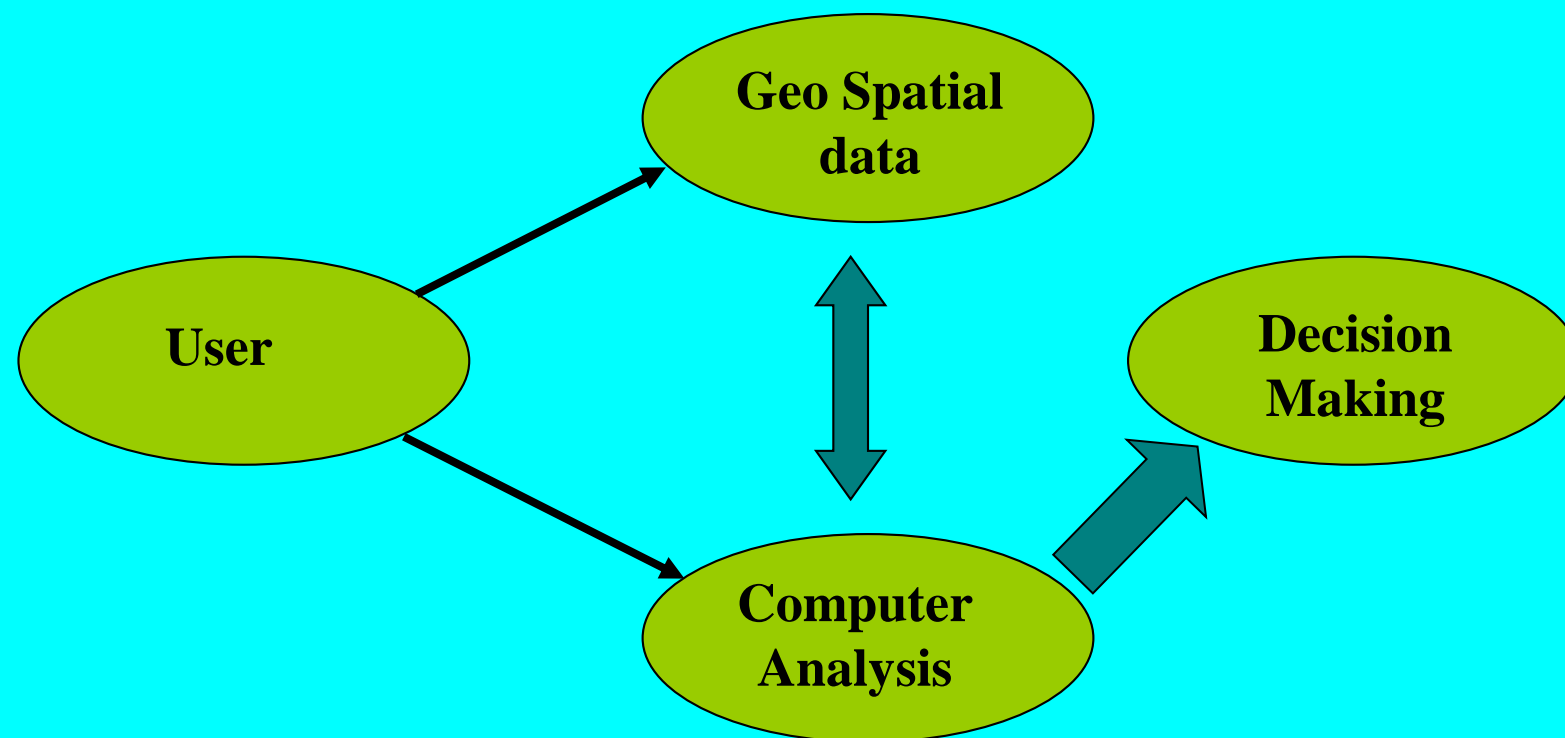 Geo Spatial
data
User
Decision
Making
Computer
Analysis